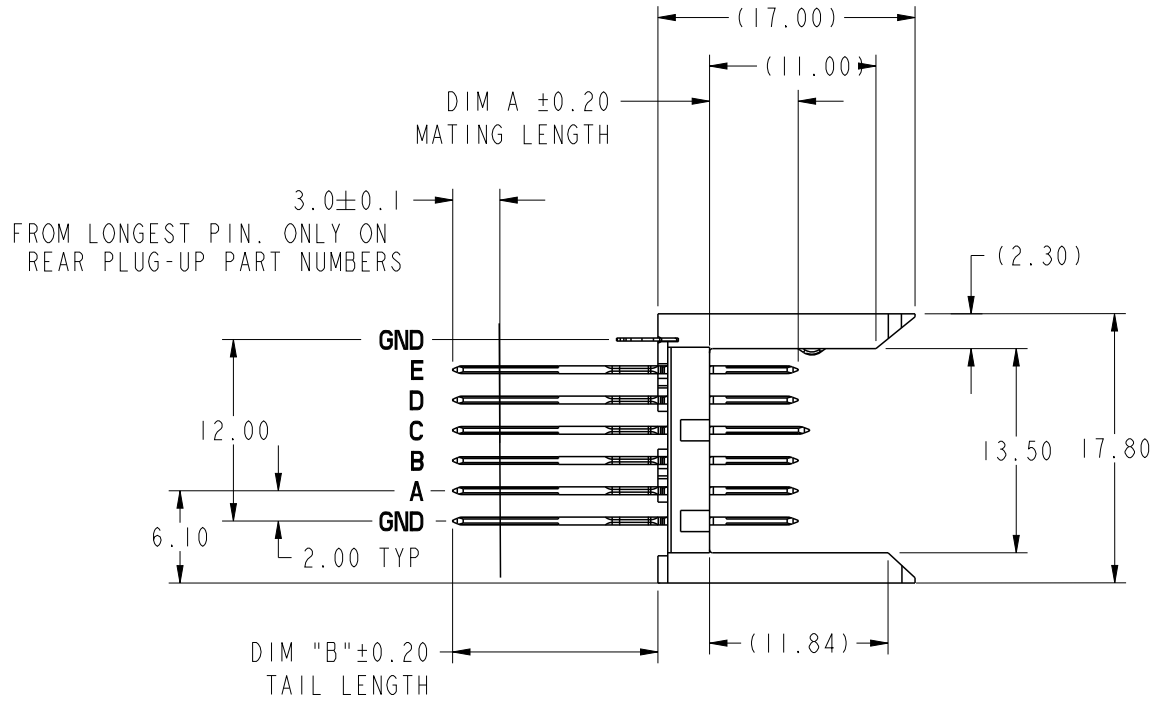 (17.00)
(11.00)
DIM A ±0.20
MATING LENGTH
3.0±0.1
FROM LONGEST PIN. ONLY ON
REAR PLUG-UP PART NUMBERS
(2.30)
GND
E
D
C
B
A
GND
12.00
13.50
17.80
6.10
2.00 TYP
DIM "B"±0.20
TAIL LENGTH
(11.84)